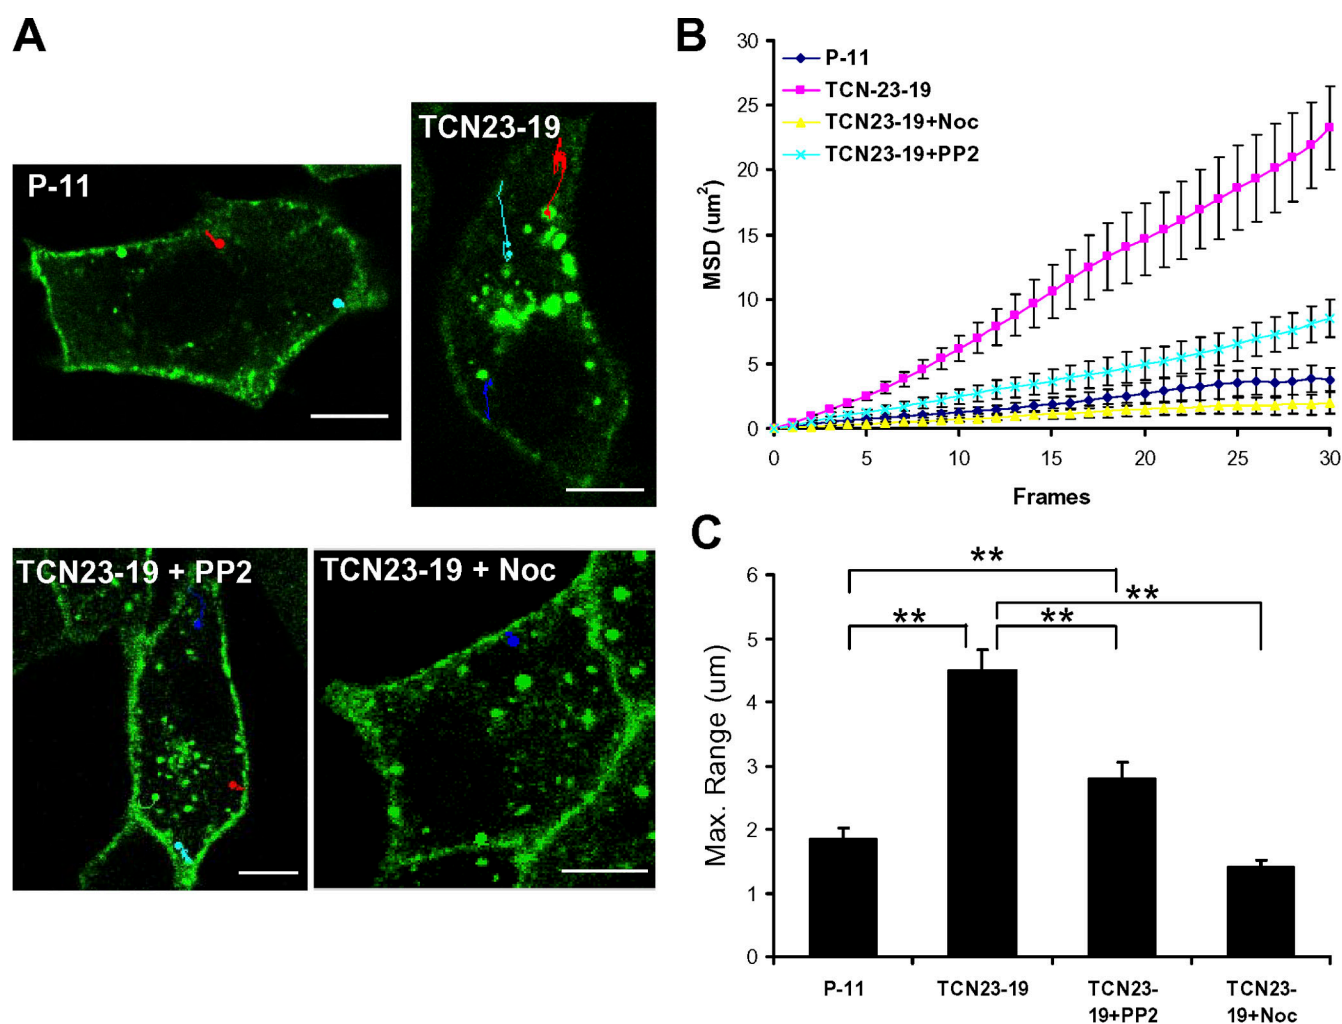 A
P-11
TCN23-19
TCN23-19 + PP2
TCN23-19 + Noc
B
30
25
20
15
10
5
0
MSD (um²)
P-11
TCN-23-19
TCN23-19+Noc
TCN23-19+PP2
0 5 10 15 20 25 30
Frames
C
6
5
4
3
2
1
0
Max. Range (um)
**
**
**
**
P-11 TCN23-19 TCN23- TCN23-
19+PP2 19+Noc